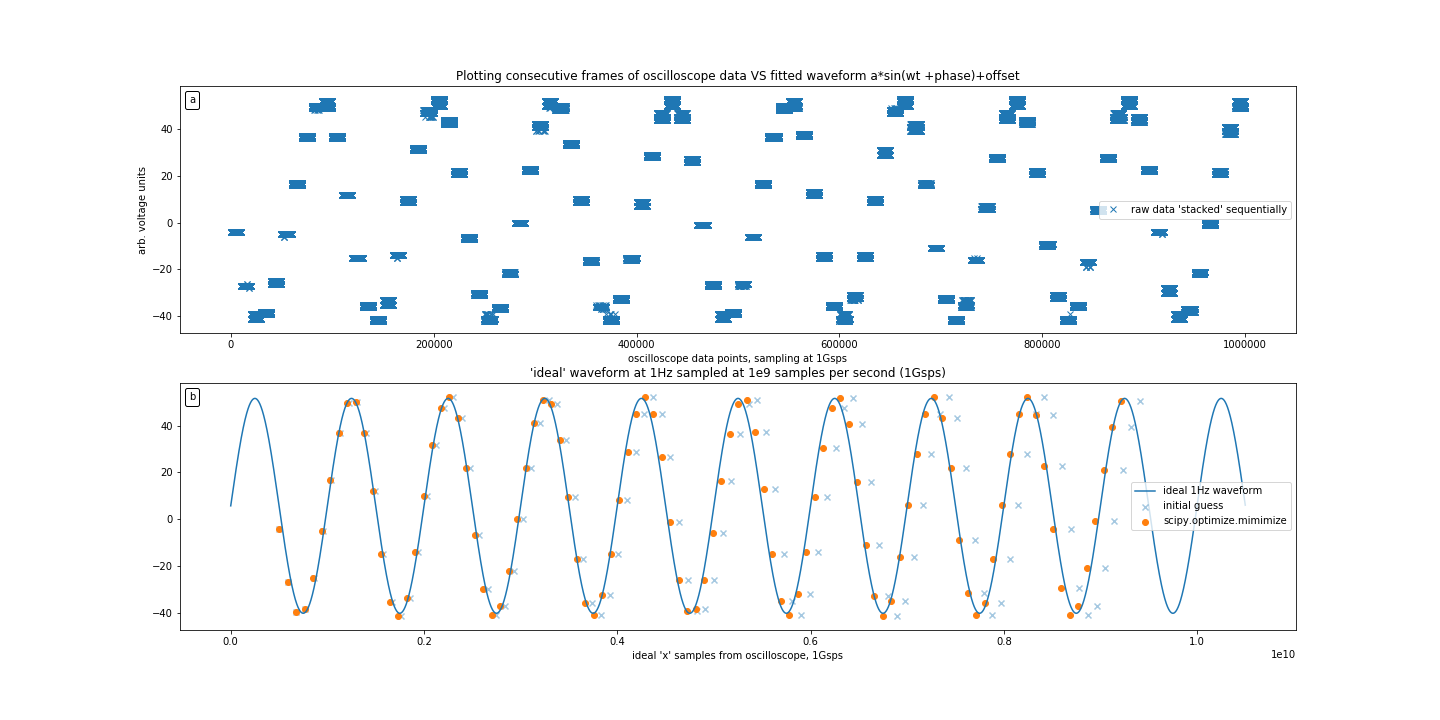 Plotting consecutive frames of oscilloscope data VS fitted waveform a*sin(wt +phase)+offset
a
40
20
0
−20
−40
arb. voltage units
raw data 'stacked' sequentially
0
200000
400000
600000
800000
1000000
oscilloscope data points, sampling at 1Gsps
'ideal' waveform at 1Hz sampled at 1e9 samples per second (1Gsps)
b
40
20
0
−20
−40
ideal 1Hz waveform
initial guess
scipy.optimize.mimimize
0.0
0.2
0.4
0.6
0.8
1.0
1e10
ideal 'x' samples from oscilloscope, 1Gsps